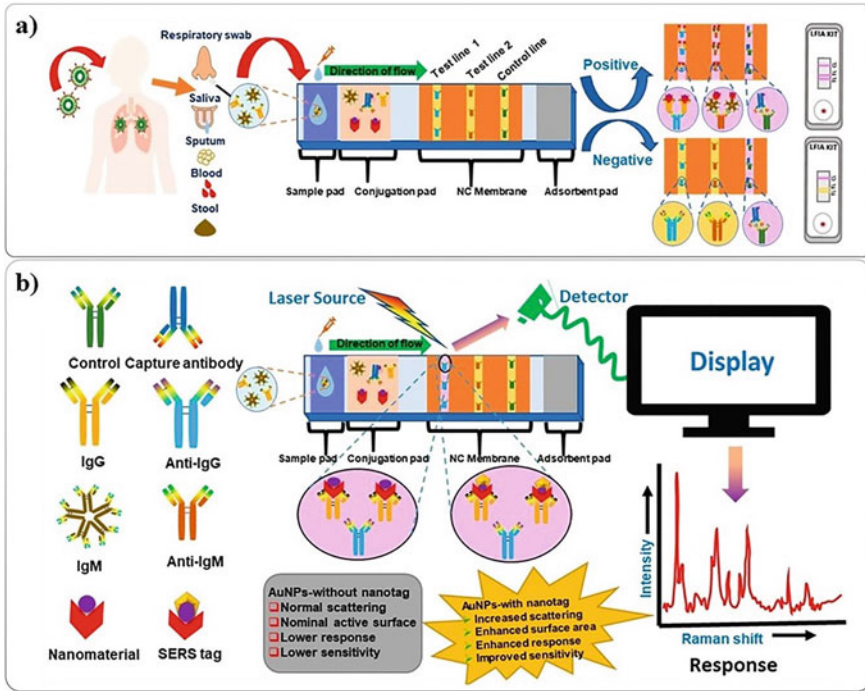 a)
Respiratory swab
Saliva
Sputum
Blood
Stool
Direction of flow
Test line 1
Test line 2
Control line
Sample pad
Conjugation pad
NC Membrane
Adsorbent pad
Positive
Negative
LFIA KIT
LFIA KIT
b)
Control
Capture antibody
IgG
Anti-IgG
IgM
Anti-IgM
Nanomaterial
SERS tag
Laser Source
Detector
Direction of flow
Sample pad
Conjugation pad
NC Membrane
Adsorbent pad
AuNPs-without nanotag
Normal scattering
Nominal active surface
Lower response
Lower sensitivity
AuNPs-with nanotag
Increased scattering
Enhanced surface area
Enhanced response
Improved sensitivity
Display
Intensity
Raman shift
Response